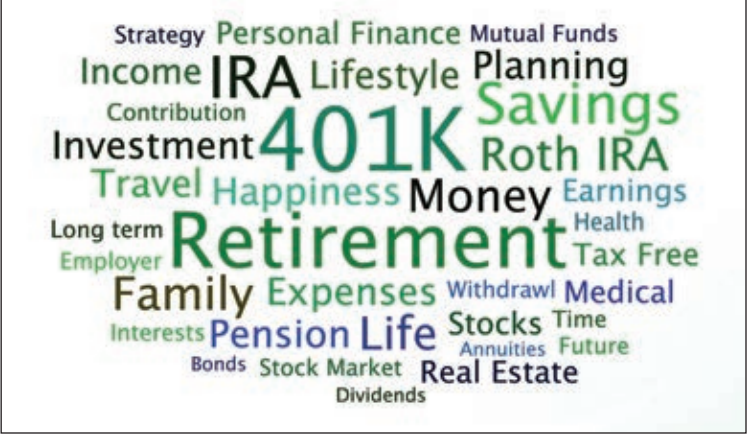 Strategy Personal Finance Mutual Funds
Income IRA Lifestyle Planning
Contribution 401K Savings
Investment Roth IRA
Travel Happiness Money Earnings
Long term Retirement Health
Employer Tax Free
Family Expenses Withdrawl Medical
Interests Pension Life Stocks Time
Annuities Future
Bonds Stock Market Real Estate
Dividends